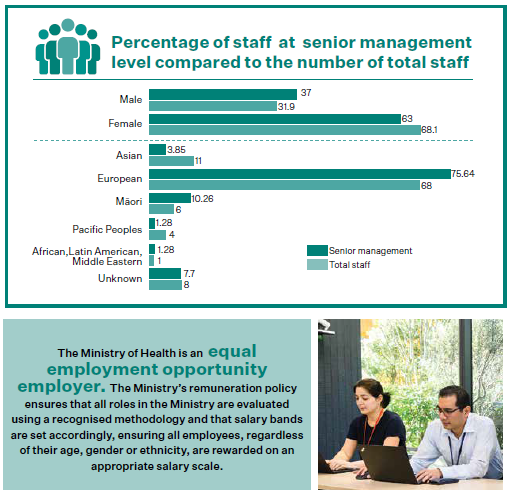 Percentage of staff at senior management
level compared to the number of total staff
Male
37
31.9
Female
63
68.1
Asian
3.85
11
European
75.64
68
Māori
10.26
6
Pacific Peoples
1.28
4
African,Latin American,
Middle Eastern
1.28
1
Unknown
7.7
8
Senior management
Total staff
The Ministry of Health is an equal
employment opportunity
employer. The Ministry's remuneration policy
ensures that all roles in the Ministry are evaluated
using a recognised methodology and that salary bands
are set accordingly, ensuring all employees, regardless
of their age, gender or ethnicity, are rewarded on an
appropriate salary scale.